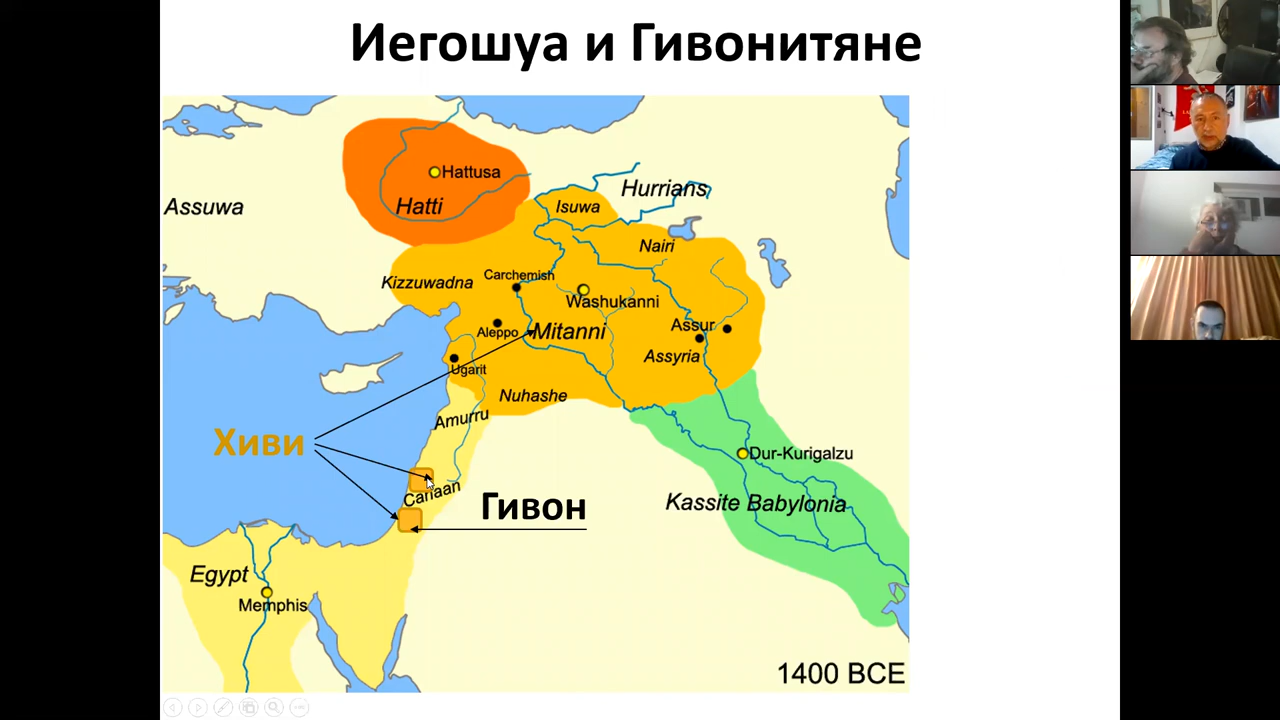 Иегошуа и Гивонитяне
Hattusa
Hatti
Assuwa
Hurrians
Isuwa
Nairi
Kizzuwadna
Carchemish
Washukanni
Aleppo
Mitanni
Assur
Assyria
Ugarit
Nuhashe
Amurru
Хиви
Dur-Kurigalzu
Canaan
Гивон
Kassite Babylonia
Egypt
Memphis
1400 BCE